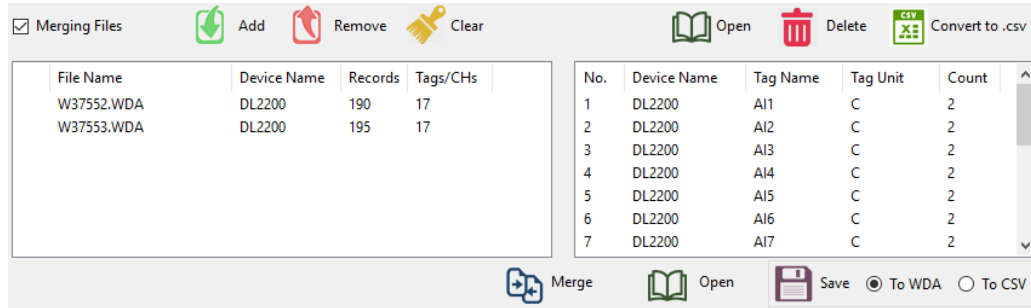 Merging Files Add Remove Clear Open Delete CSV Convert to .csv
File Name Device Name Records Tags/CHs
W37552.WDA DL2200 190 17
W37553.WDA DL2200 195 17
No. Device Name Tag Name Tag Unit Count
1 DL2200 AI1 C 2
2 DL2200 AI2 C 2
3 DL2200 AI3 C 2
4 DL2200 AI4 C 2
5 DL2200 AI5 C 2
6 DL2200 AI6 C 2
7 DL2200 AI7 C 2
Merge Open Save To WDA To CSV